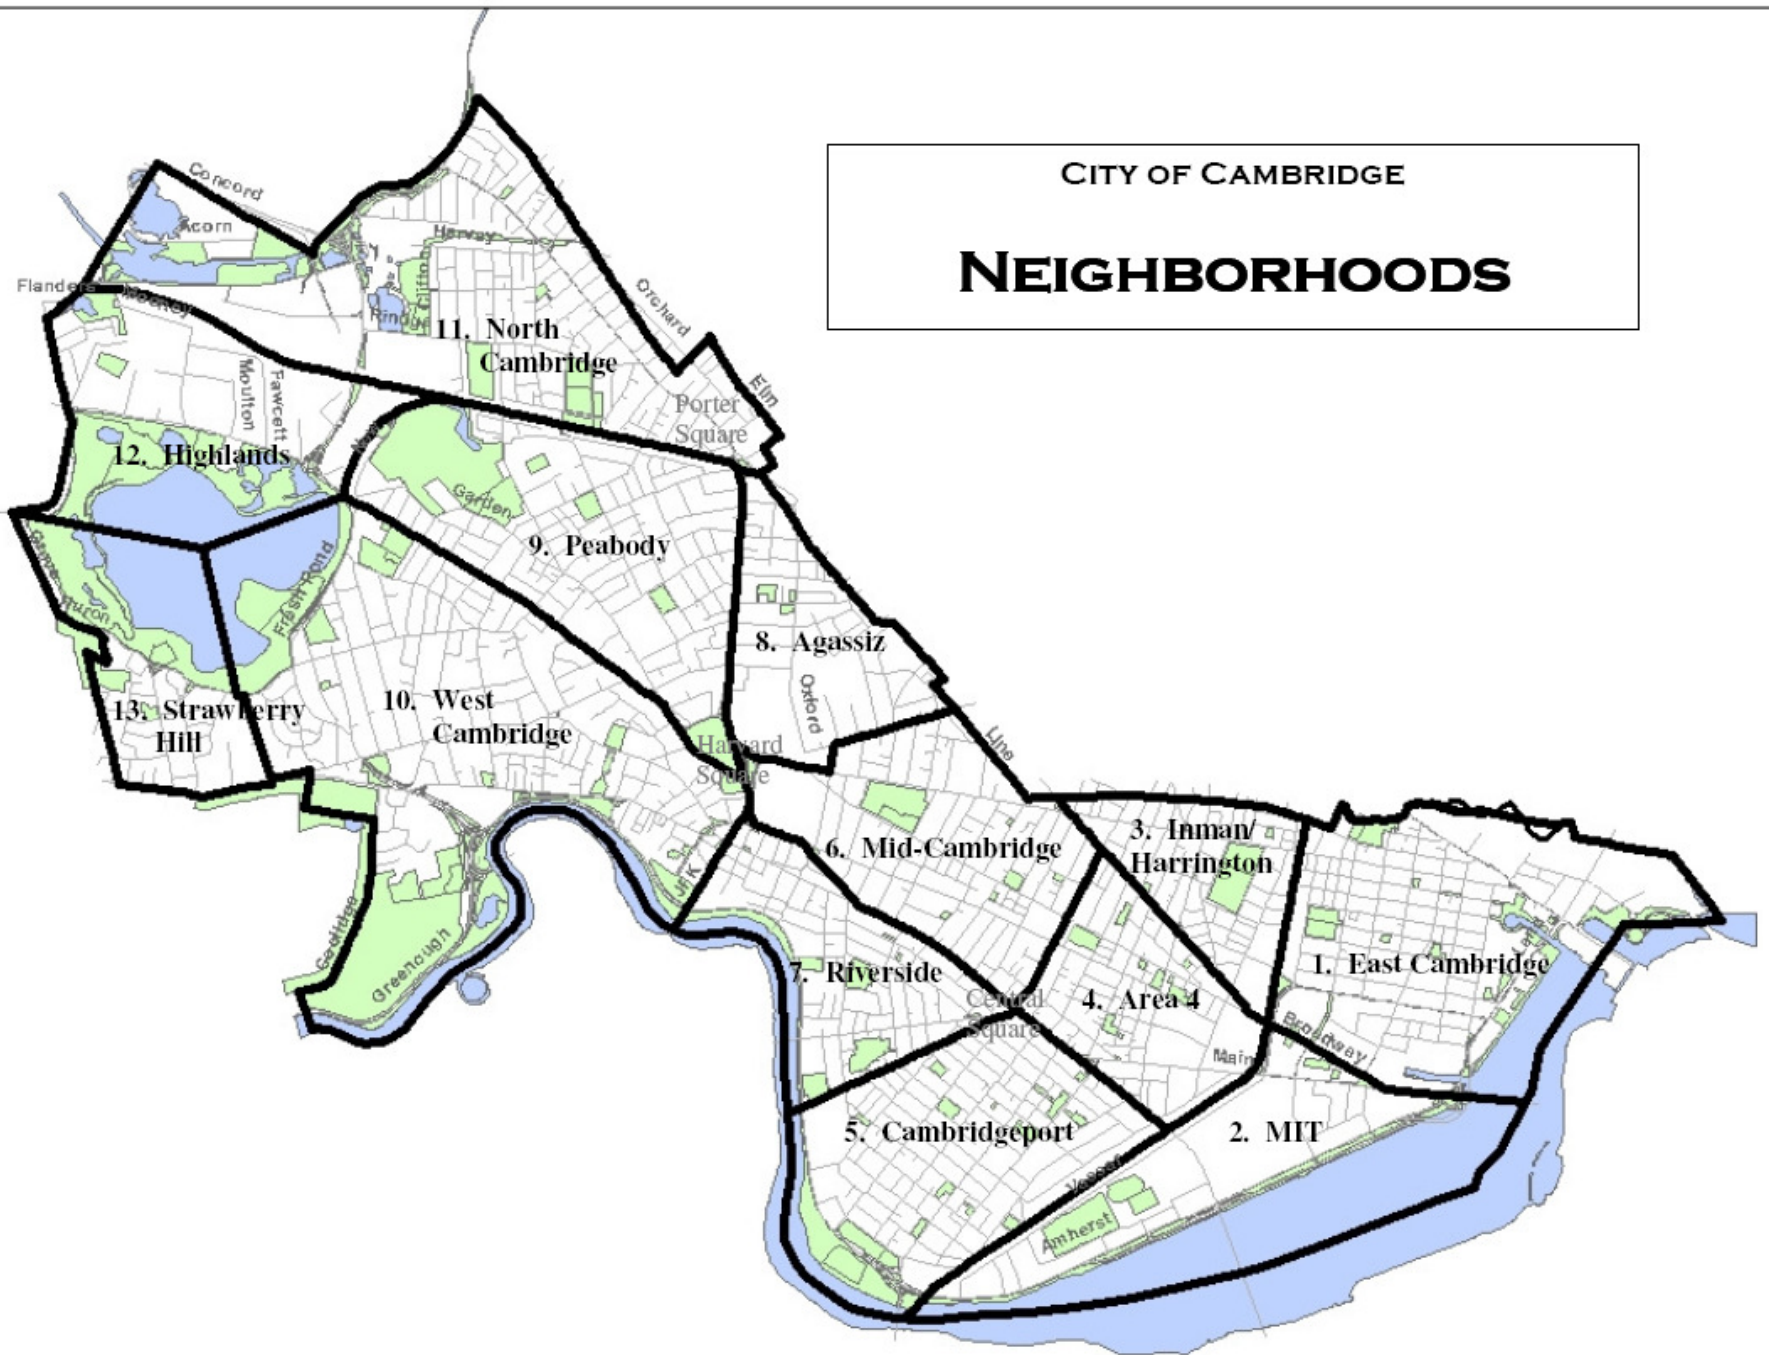 CITY OF CAMBRIDGE
NEIGHBORHOODS
Concord
Acorn
Flanders
Mooney
Harvey
Clifton
Rindge
Orchard
11. North
Cambridge
Elm
Porter
Square
Moulton
Fawcett
12. Highlands
Garden
9. Peabody
Grove
Huron
Fresh Pond
8. Agassiz
Oxford
10. West
Cambridge
13. Strawberry
Hill
Harvard
Square
Line
3. Inman/
Harrington
6. Mid-Cambridge
JFK
Coolidge
Greenough
7. Riverside
Central
Square
4. Area 4
1. East Cambridge
Broadway
Main
5. Cambridgeport
2. MIT
Vassar
Amherst